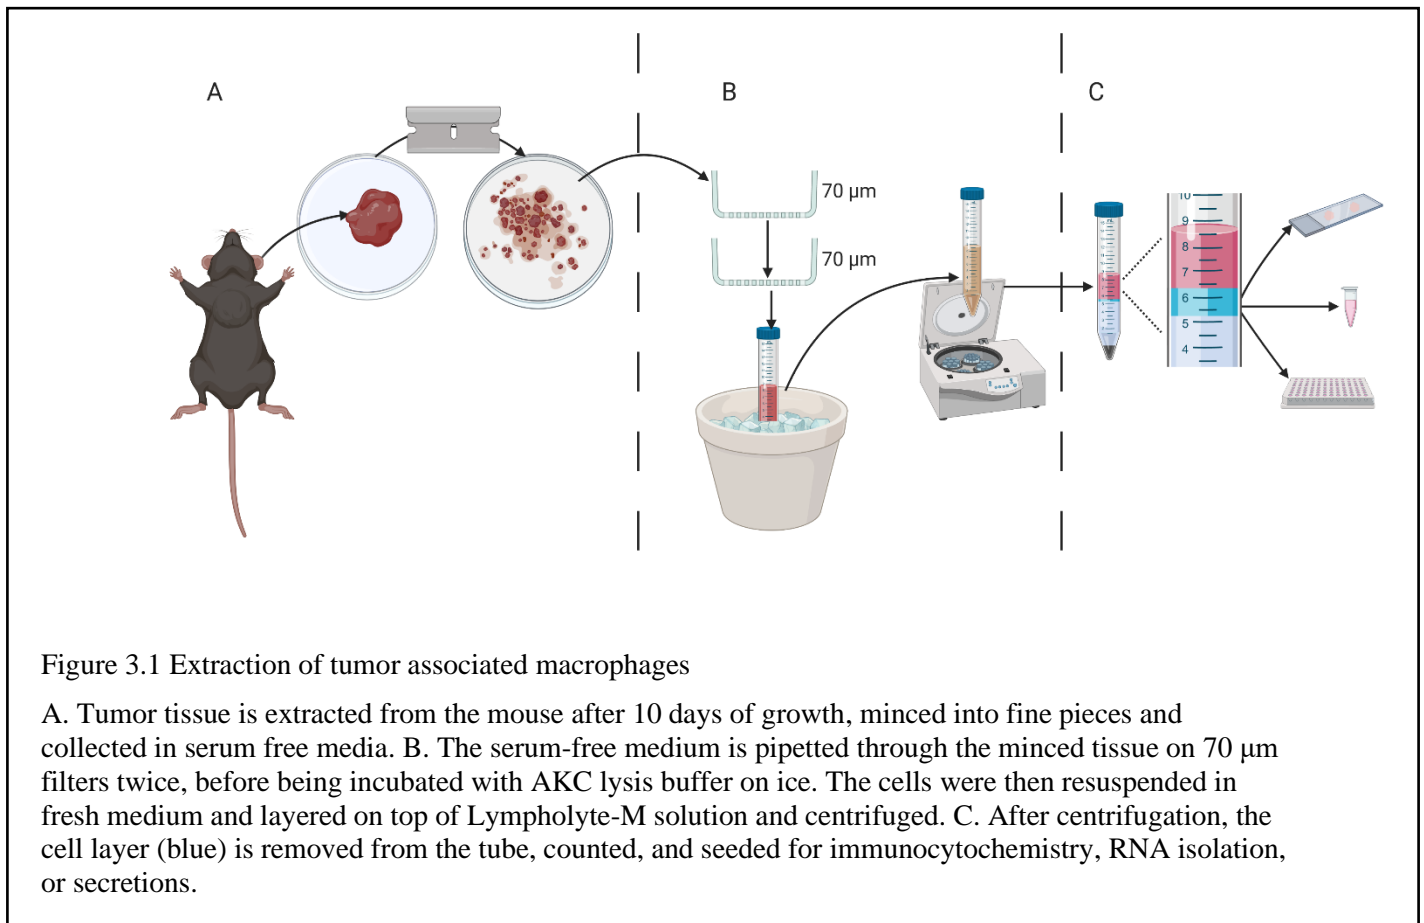 A
B
C
70 µm
70 µm
10
9
8
7
6
5
4
Figure 3.1 Extraction of tumor associated macrophages
A. Tumor tissue is extracted from the mouse after 10 days of growth, minced into fine pieces and
collected in serum free media. B. The serum-free medium is pipetted through the minced tissue on 70 µm
filters twice, before being incubated with AKC lysis buffer on ice. The cells were then resuspended in
fresh medium and layered on top of Lympholyte-M solution and centrifuged. C. After centrifugation, the
cell layer (blue) is removed from the tube, counted, and seeded for immunocytochemistry, RNA isolation,
or secretions.